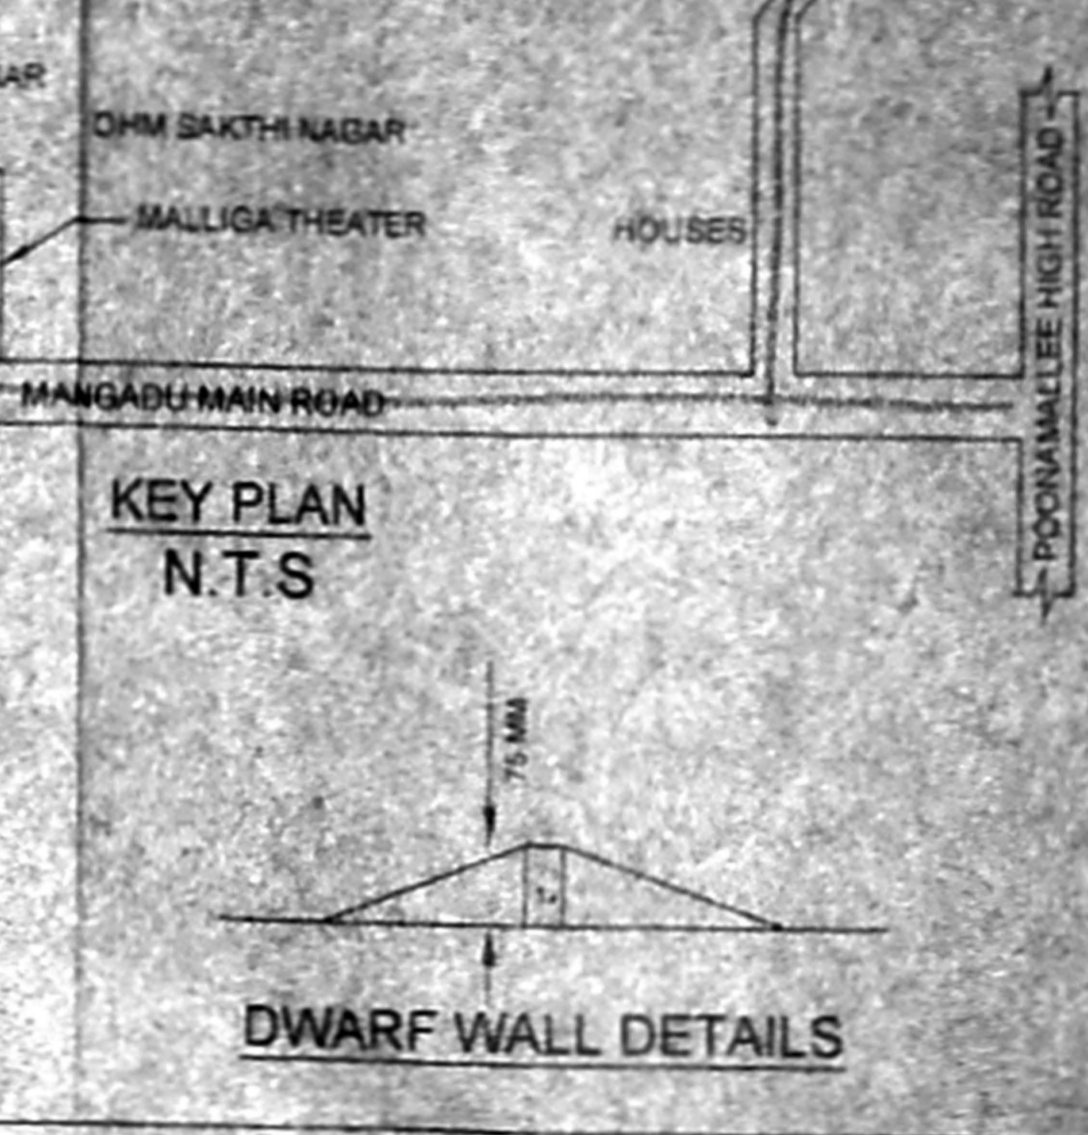 OHM SAKTHI NAGAR
MALLIGA THEATER
HOUSES
POONAMALLEE HIGH ROAD
MANGADU MAIN ROAD
KEY PLAN
N.T.S
75 MM
DWARF WALL DETAILS